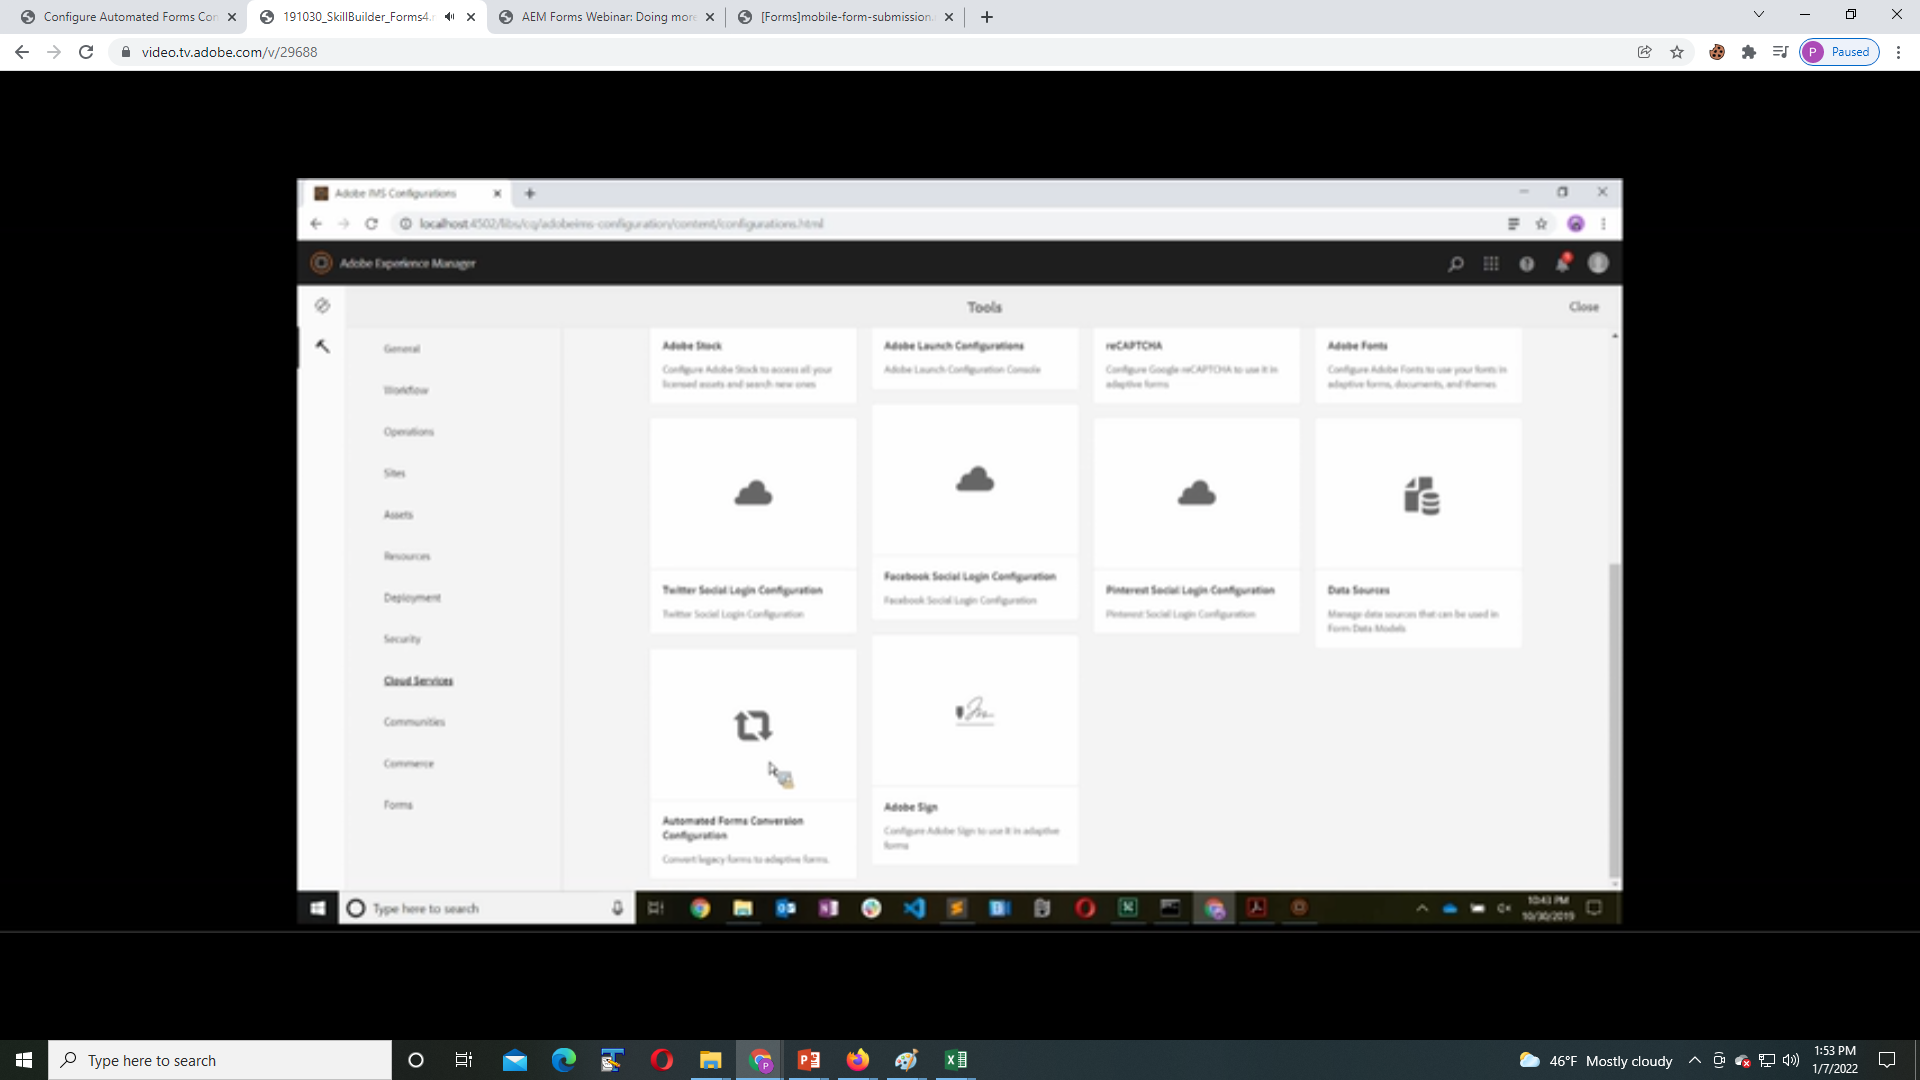 Configure Automated Forms Con
191030_SkillBuilder_Forms4.m
AEM Forms Webinar: Doing more
[Forms]mobile-form-submission.
video.tv.adobe.com/v/29688
P Paused
Adobe IMS Configurations
localhost:4502/libs/cq/adobeims-configuration/content/configurations.html
Adobe Experience Manager
Tools
Close
General
Workflow
Operations
Sites
Assets
Resources
Deployment
Security
Cloud Services
Communities
Commerce
Forms
Adobe Stock
Configure Adobe Stock to access all your
licensed assets and search new ones
Adobe Launch Configurations
Adobe Launch Configuration Console
reCAPTCHA
Configure Google reCAPTCHA to use it in
adaptive forms
Adobe Fonts
Configure Adobe Fonts to use your fonts in
adaptive forms, documents, and themes
Twitter Social Login Configuration
Twitter Social Login Configuration
Facebook Social Login Configuration
Facebook Social Login Configuration
Pinterest Social Login Configuration
Pinterest Social Login Configuration
Data Sources
Manage data sources that can be used in
Form Data Models
Automated Forms Conversion
Configuration
Convert legacy forms to adaptive forms.
Adobe Sign
Configure Adobe Sign to use it in adaptive
forms
Type here to search
10:43 PM
10/30/2019
Type here to search
46°F Mostly cloudy
1:53 PM
1/7/2022